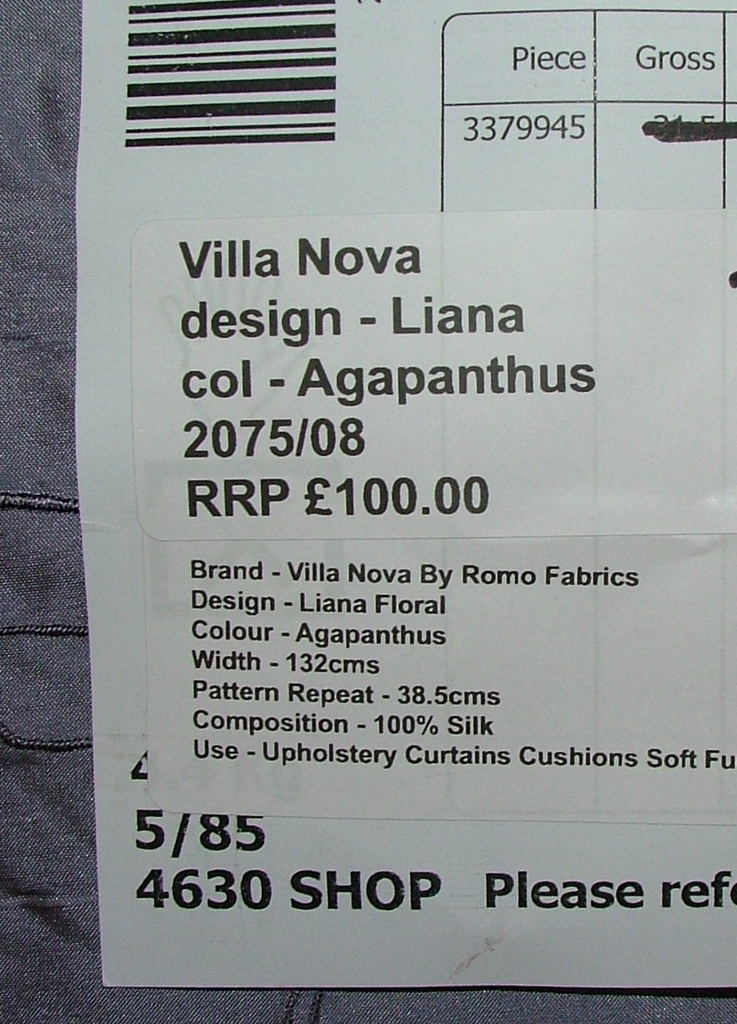 Piece Gross
3379945
Villa Nova
design - Liana
col - Agapanthus
2075/08
RRP £100.00
Brand - Villa Nova By Romo Fabrics
Design - Liana Floral
Colour - Agapanthus
Width - 132cms
Pattern Repeat - 38.5cms
Composition - 100% Silk
Use - Upholstery Curtains Cushions Soft Fu
5/85
4630 SHOP Please refe